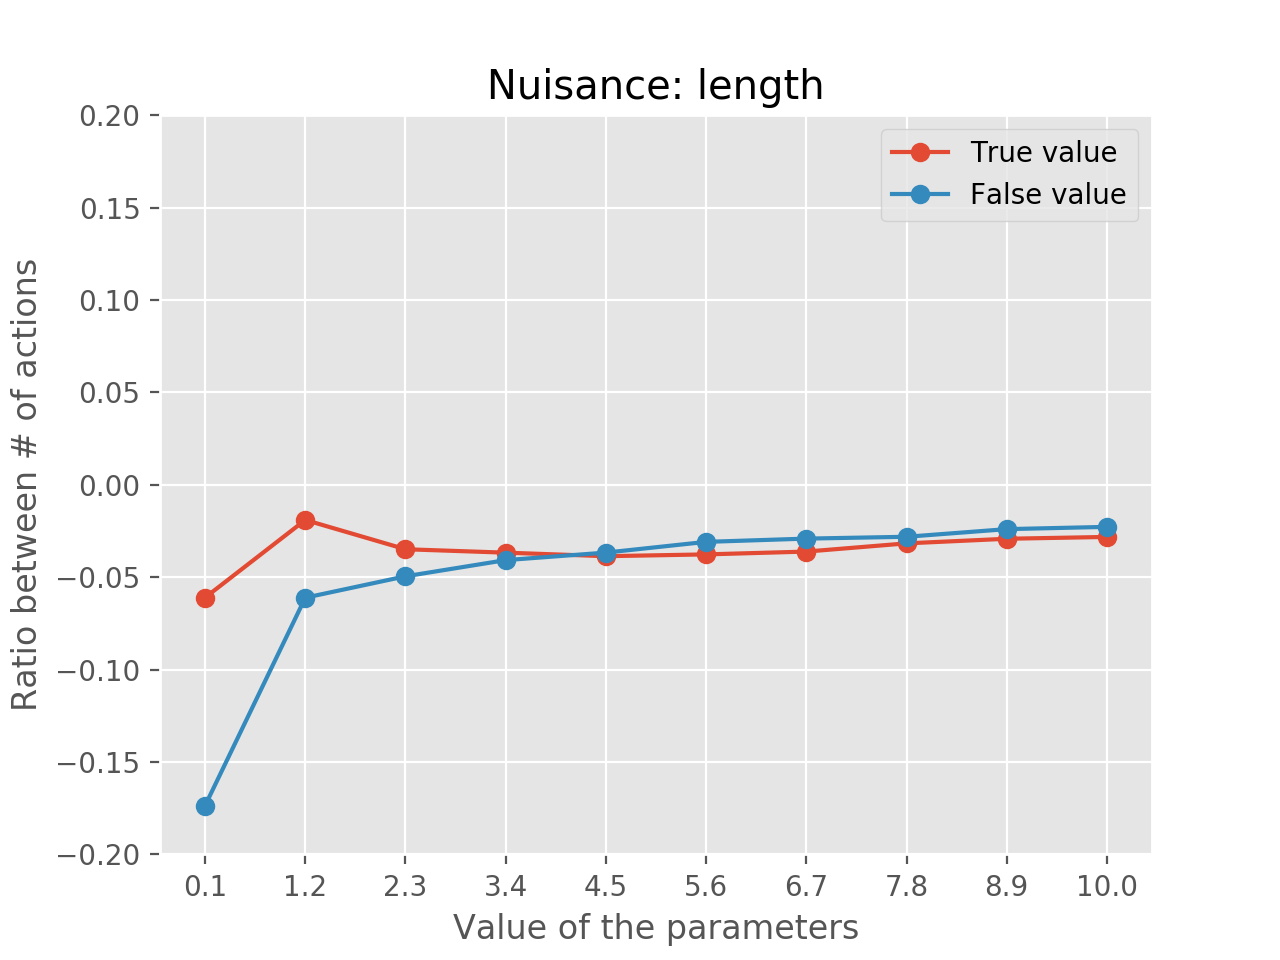 Nuisance: length
True value
False value
Ratio between # of actions
0.20
0.15
0.10
0.05
0.00
−0.05
−0.10
−0.15
−0.20
0.1 1.2 2.3 3.4 4.5 5.6 6.7 7.8 8.9 10.0
Value of the parameters